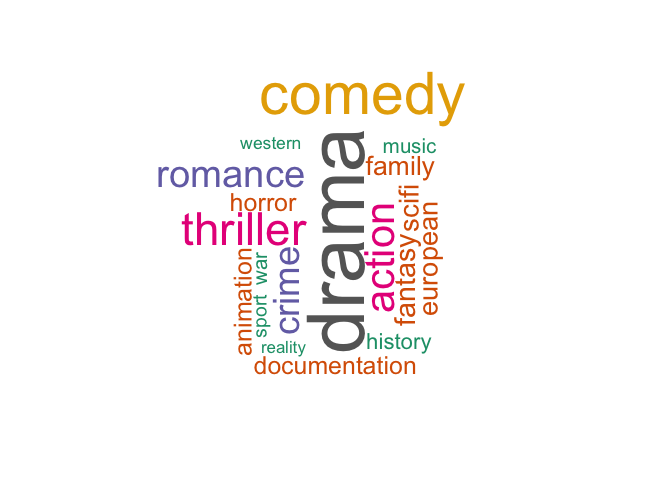 comedy
western
music
romance
family
horror
thriller
drama
action
scifi
fantasy
european
animation
war
sport
crime
reality
history
documentation